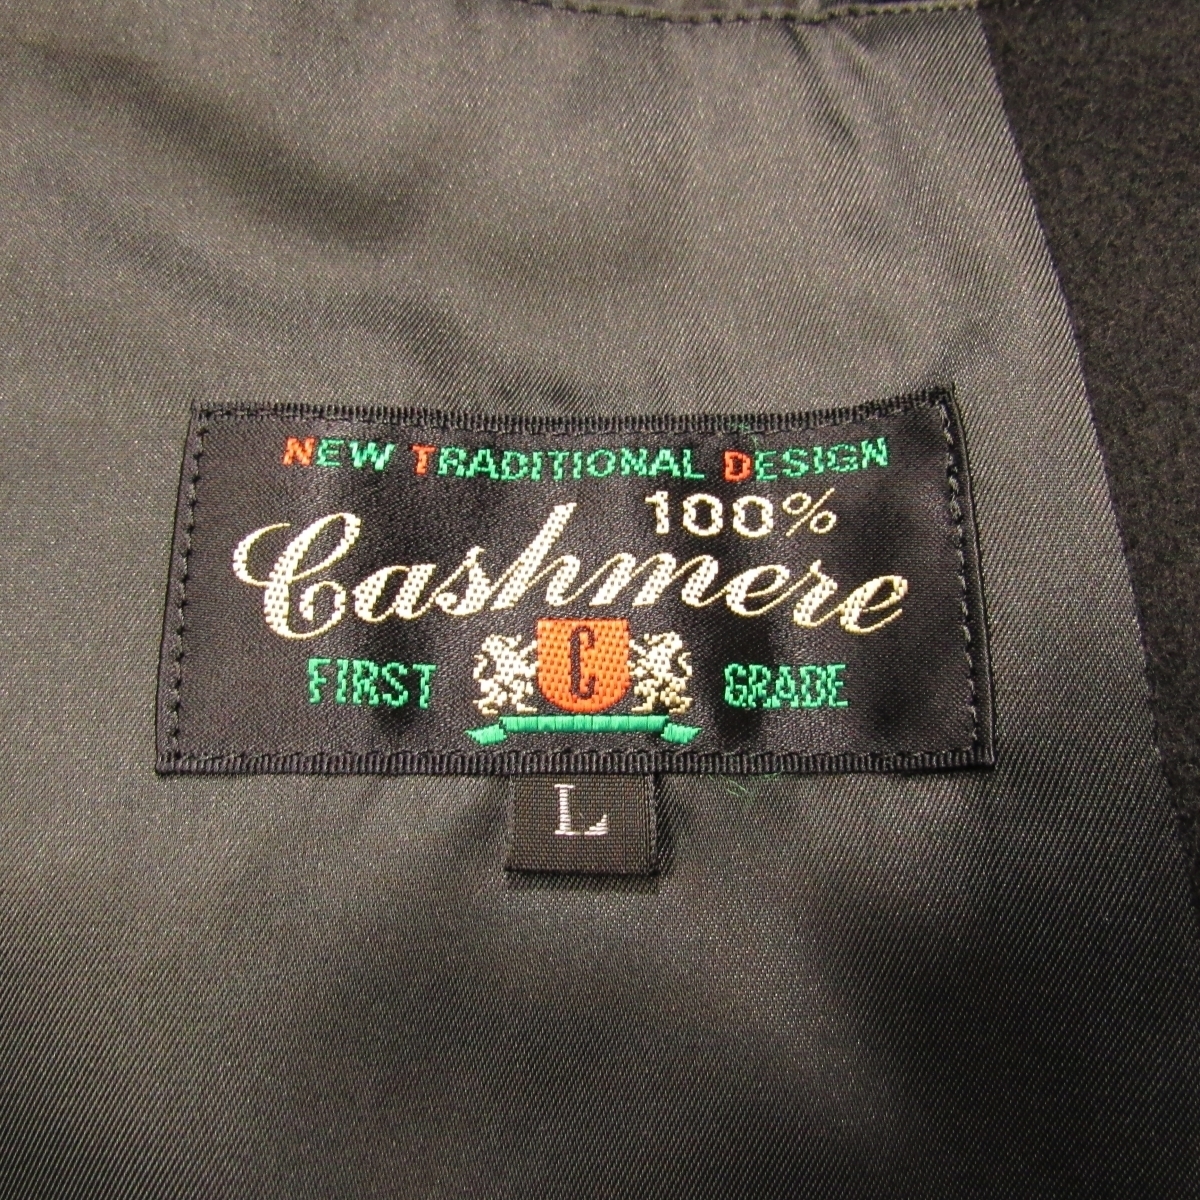 NEW TRADITIONAL DESIGN
100%
Cashmere
C
FIRST GRADE
L